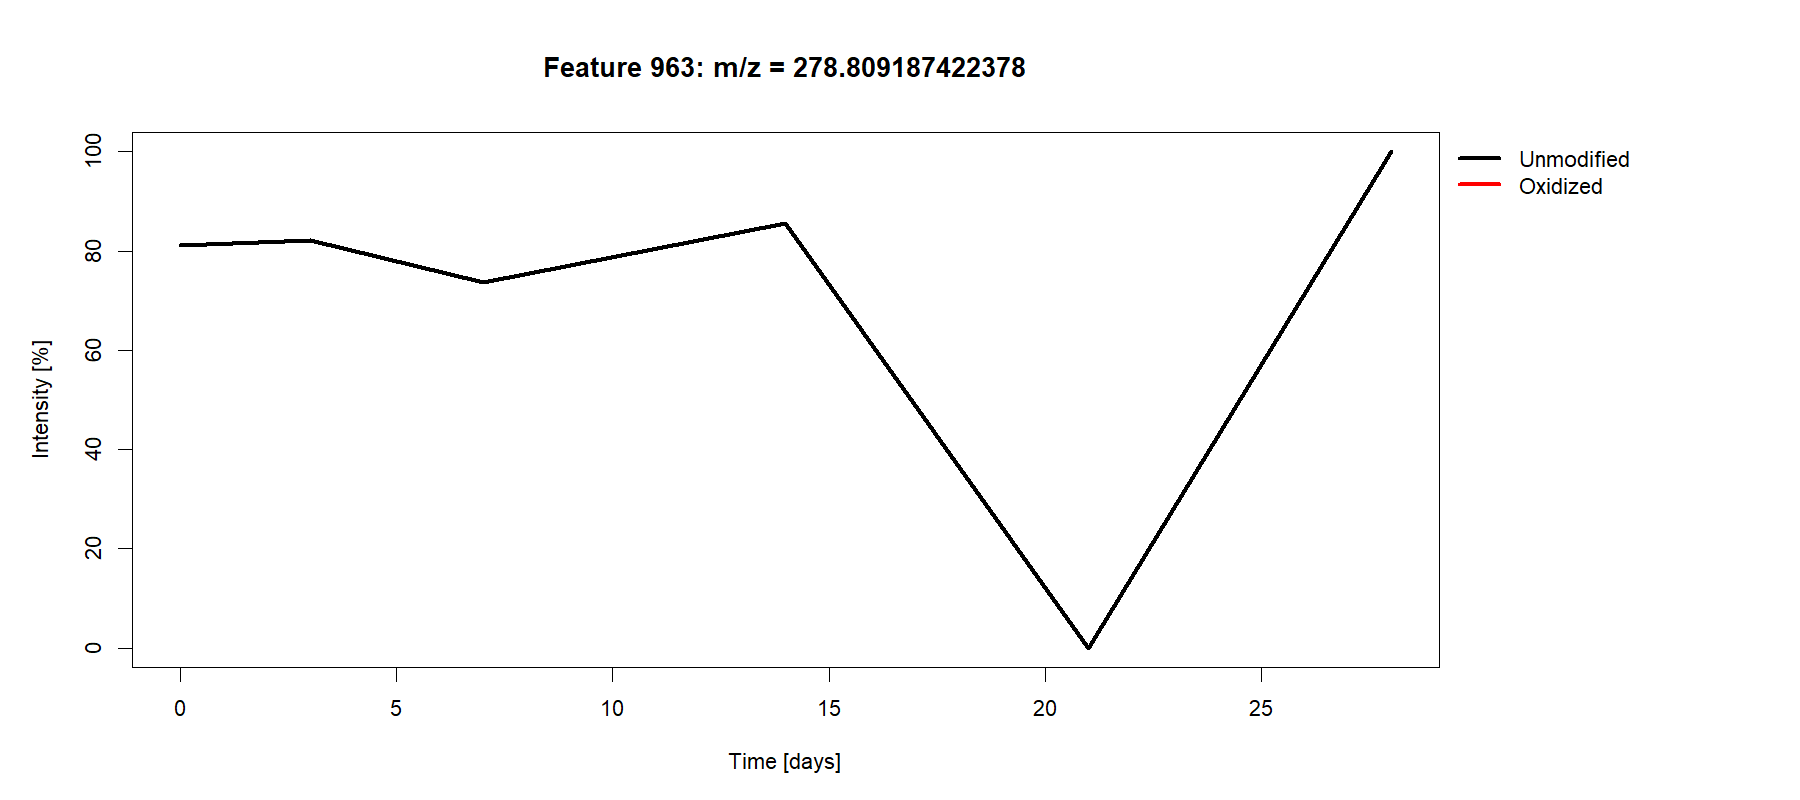 Feature 963: m/z = 278.809187422378
Unmodified
Oxidized
Intensity [%]
100
80
60
40
20
0
0 5 10 15 20 25
Time [days]